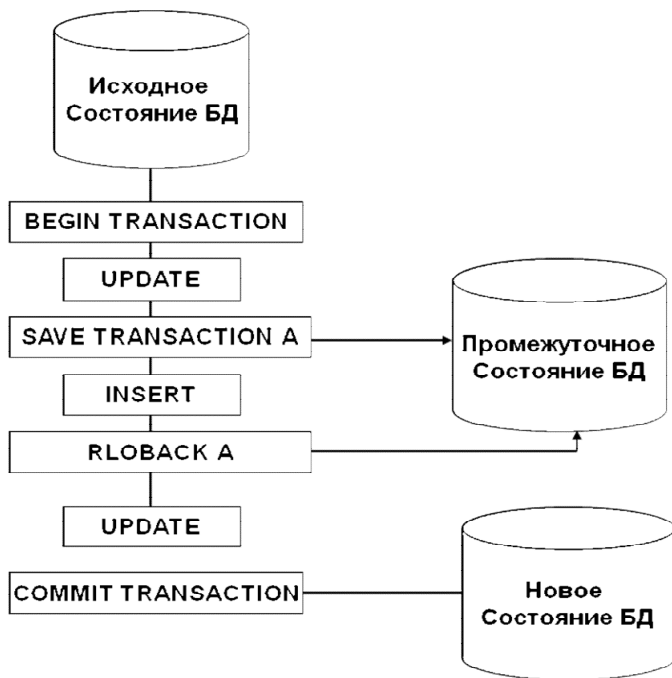 Исходное
Состояние БД
BEGIN TRANSACTION
UPDATE
SAVE TRANSACTION A
Промежуточное
Состояние БД
INSERT
RLOBACK A
UPDATE
COMMIT TRANSACTION
Новое
Состояние БД